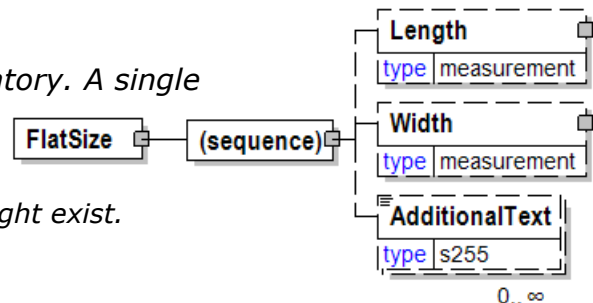 Length
type measurement
tory. A single
FlatSize (sequence) Width
type measurement
ght exist.
AdditionalText
type s255
0.. ∞